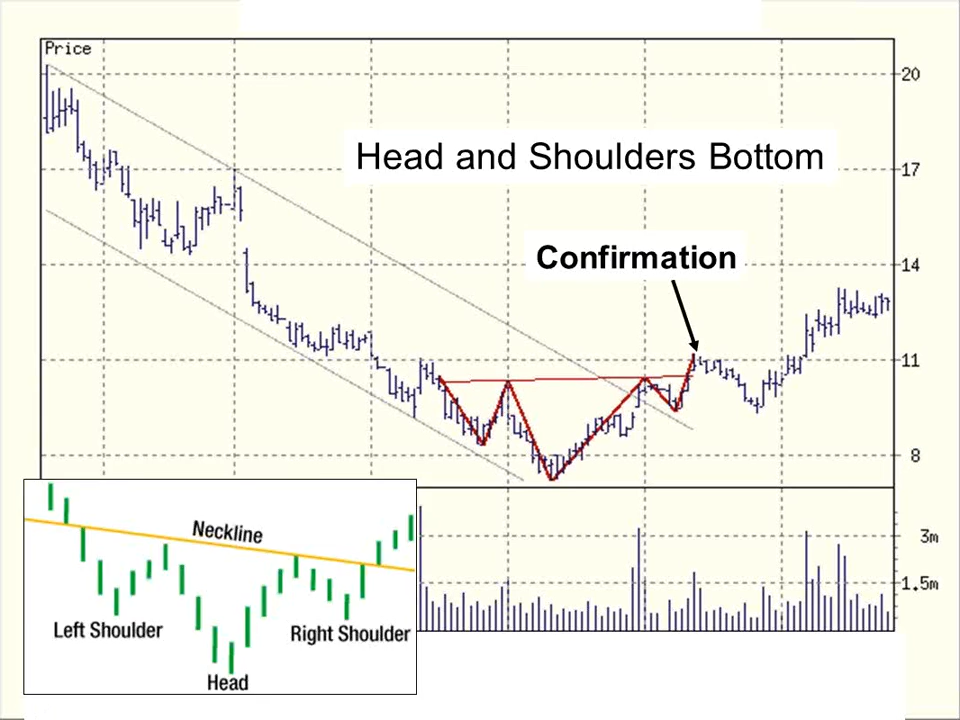 Price
20
Head and Shoulders Bottom
17
Confirmation
14
11
8
Neckline
3m
1.5m
Left Shoulder
Right Shoulder
Head